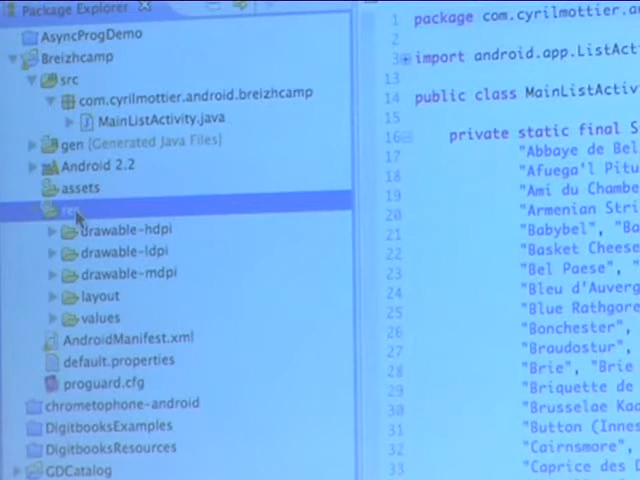 Package Explorer
AsyncProgDemo
Breizhcamp
src
com.cyrilmottier.android.breizhcamp
MainListActivity.java
gen [Generated Java Files]
Android 2.2
assets
res
drawable-hdpi
drawable-ldpi
drawable-mdpi
layout
values
AndroidManifest.xml
default.properties
proguard.cfg
chrometophone-android
DigitbooksExamples
DigitbooksResources
GDCatalog
1 package com.cyrilmottier.a
2
3 import android.app.ListAct
13
14 public class MainListActiv
15
16 private static final S
17 "Abbaye de Bel
18 "Afuega'l Pitu
19 "Ami du Chambe
20 "Armenian Stri
21 "Babybel", "Ba
22 "Basket Cheese
23 "Bel Paese", "
24 "Bleu d'Auverg
25 "Blue Rathgore
26 "Bonchester",
27 "Braudostur",
28 "Brie", "Brie
29 "Briquette de
30 "Brusselae Kaa
31 "Button (Innes
32 "Cairnsmore",
33 "Caprice des D